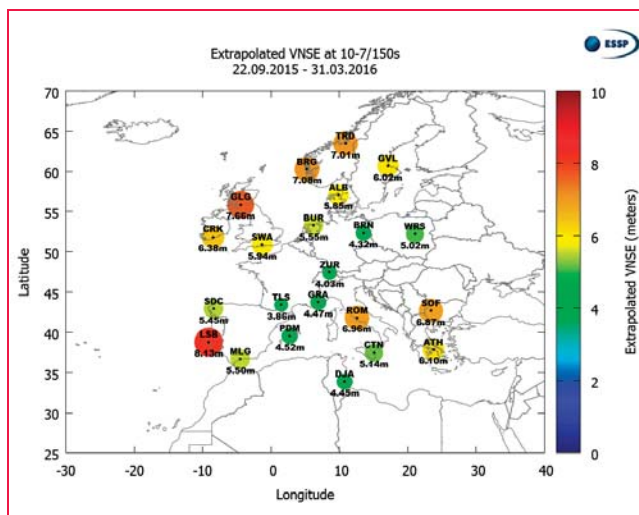 ESSP
Extrapolated VNSE at 10-7/150s
22.09.2015 - 31.03.2016
70
65
60
55
50
45
40
35
30
25
Latitude
-30
-20
-10
0
10
20
30
40
Longitude
TRD
7.01m
BRG
7.08m
GVL
6.02m
ALB
5.85m
GLG
7.66m
BUR
5.55m
CRK
6.38m
SWA
5.94m
BRN
4.32m
WRS
5.02m
ZUR
4.03m
TLS
3.86m
GRA
4.47m
SDC
5.45m
ROM
6.96m
SOF
6.87m
LSB
8.13m
PDM
4.52m
MLG
5.50m
CTN
5.14m
ATH
6.10m
DJA
4.45m
10
8
6
4
2
0
Extrapolated VNSE (meters)